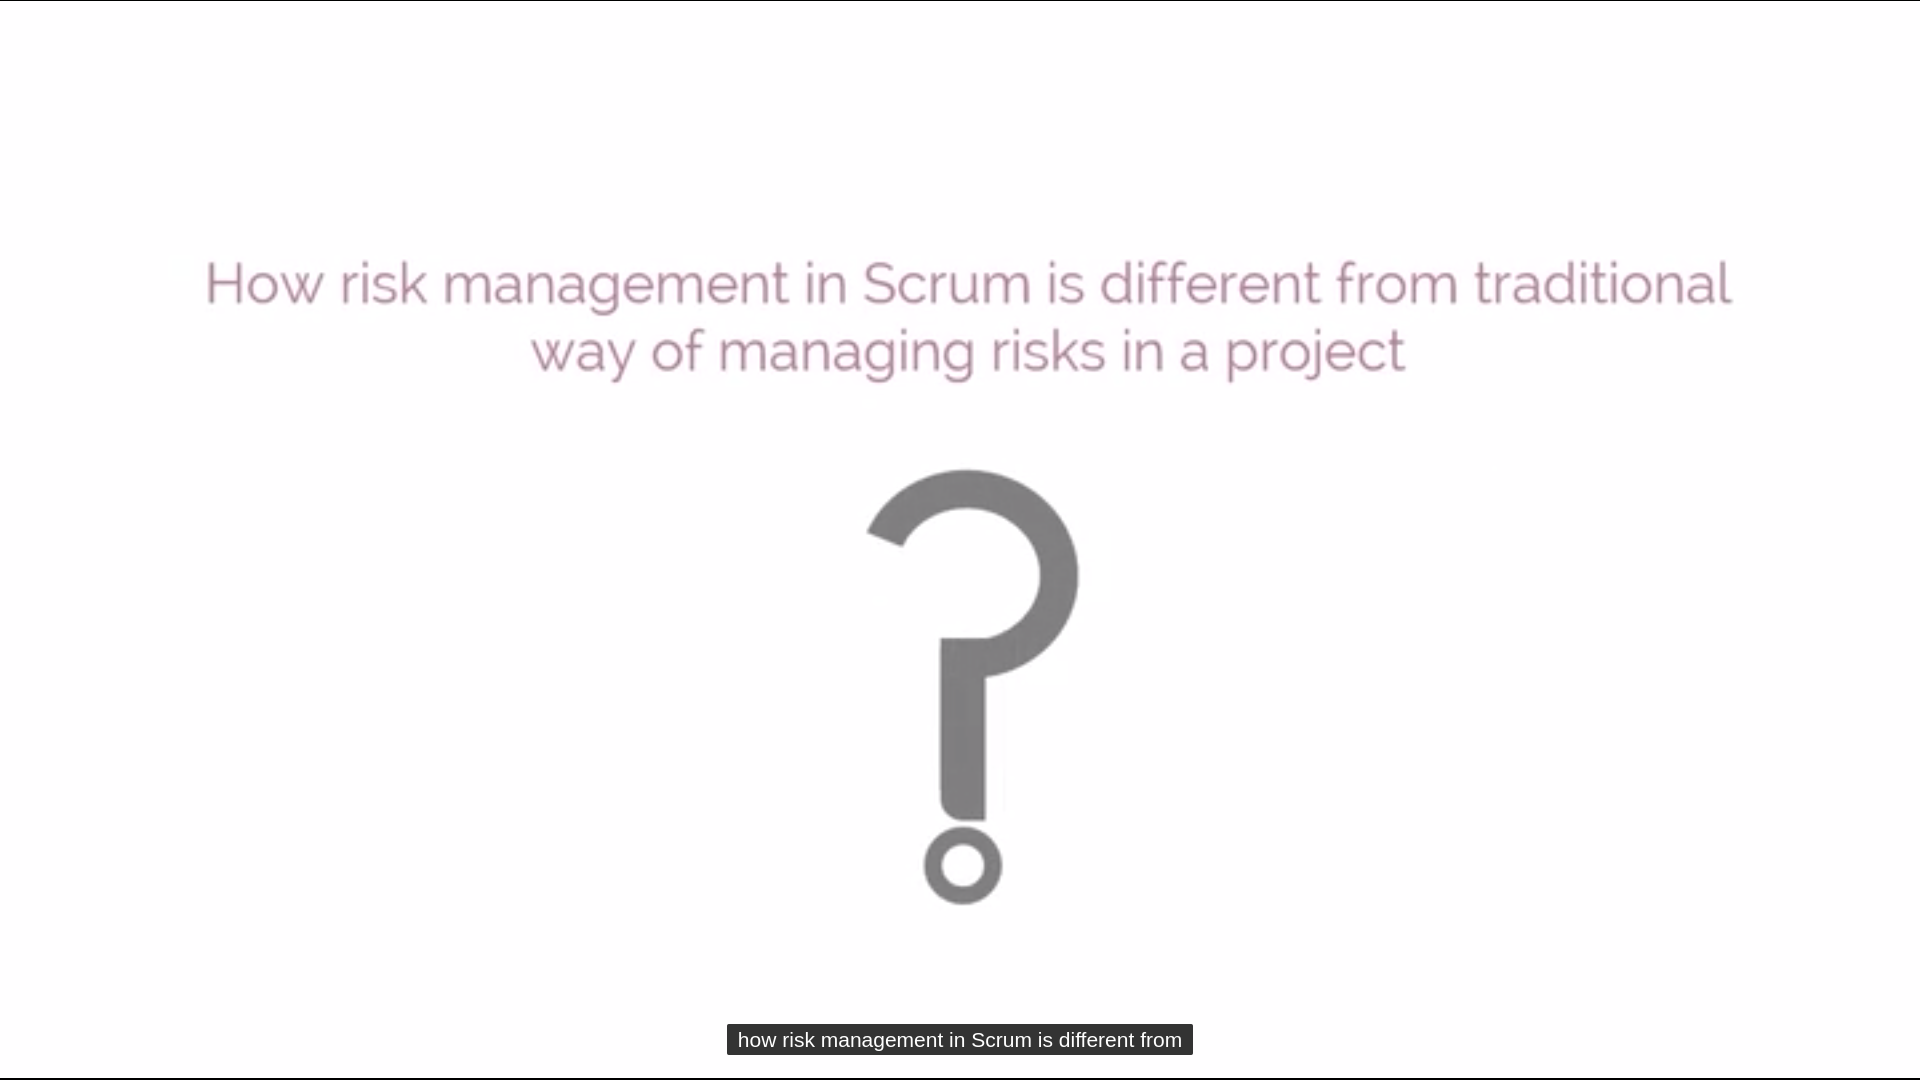 How risk management in Scrum is different from traditional
way of managing risks in a project
?
how risk management in Scrum is different from